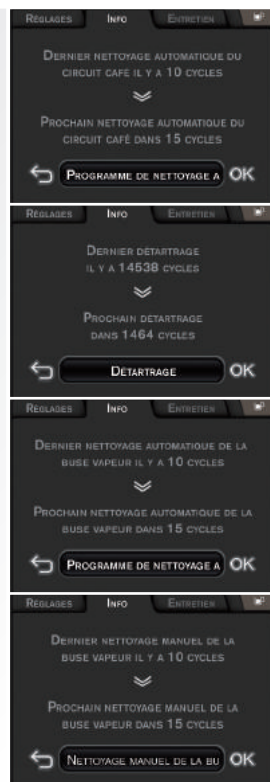 RÉGLAGES INFO ENTRETIEN
DERNIER NETTOYAGE AUTOMATIQUE DU
CIRCUIT CAFÉ IL Y A 10 CYCLES
PROCHAIN NETTOYAGE AUTOMATIQUE DU
CIRCUIT CAFÉ DANS 15 CYCLES
PROGRAMME DE NETTOYAGE A OK
RÉGLAGES INFO ENTRETIEN
DERNIER DÉTARTRAGE
IL Y A 14538 CYCLES
PROCHAIN DÉTARTRAGE
DANS 1464 CYCLES
DÉTARTRAGE OK
RÉGLAGES INFO ENTRETIEN
DERNIER NETTOYAGE AUTOMATIQUE DE LA
BUSE VAPEUR IL Y A 10 CYCLES
PROCHAIN NETTOYAGE AUTOMATIQUE DE LA
BUSE VAPEUR DANS 15 CYCLES
PROGRAMME DE NETTOYAGE A OK
RÉGLAGES INFO ENTRETIEN
DERNIER NETTOYAGE MANUEL DE LA
BUSE VAPEUR IL Y A 10 CYCLES
PROCHAIN NETTOYAGE MANUEL DE LA
BUSE VAPEUR DANS 15 CYCLES
NETTOYAGE MANUEL DE LA BU OK